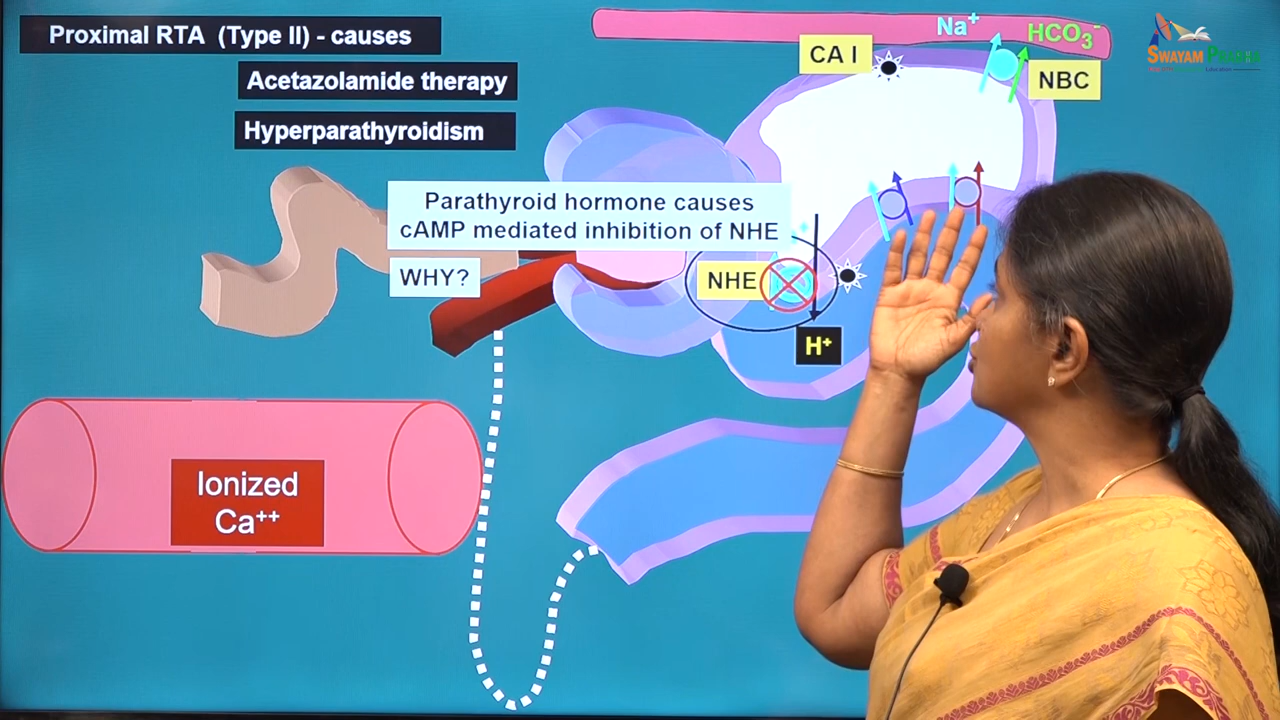 Proximal RTA (Type II) - causes
Acetazolamide therapy
Hyperparathyroidism
Na⁺
HCO₃⁻
CA I
NBC
SWAYAM PRABHA
Parathyroid hormone causes
cAMP mediated inhibition of NHE
WHY?
NHE
H⁺
Ionized
Ca⁺⁺